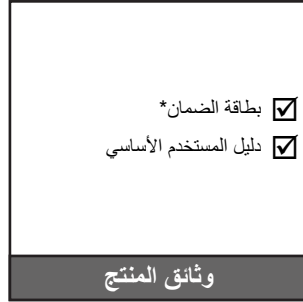 بطاقة الضمان*
دليل المستخدم الأساسي
وثائق المنتج